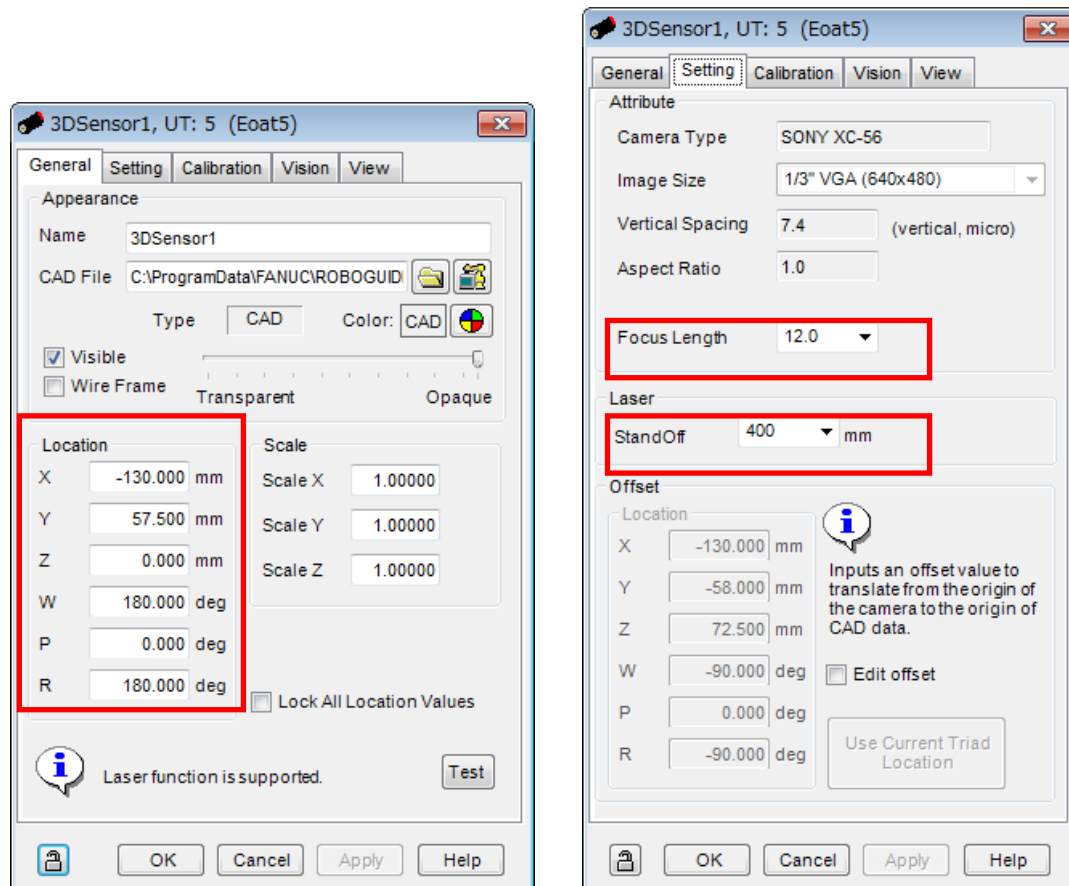 3DSensor1, UT: 5 (Eoat5)
General Setting Calibration Vision View
Appearance
Name 3DSensor1
CAD File C:\ProgramData\FANUC\ROBOGUIDI
Type CAD Color: CAD
Visible
Wire Frame
Transparent Opaque
Location
X -130.000 mm
Y 57.500 mm
Z 0.000 mm
W 180.000 deg
P 0.000 deg
R 180.000 deg
Scale
Scale X 1.00000
Scale Y 1.00000
Scale Z 1.00000
Lock All Location Values
Laser function is supported.
Test
OK Cancel Apply Help
3DSensor1, UT: 5 (Eoat5)
General Setting Calibration Vision View
Attribute
Camera Type SONY XC-56
Image Size 1/3" VGA (640x480)
Vertical Spacing 7.4 (vertical, micro)
Aspect Ratio 1.0
Focus Length 12.0
Laser
StandOff 400 mm
Offset
Location
X -130.000 mm
Y -58.000 mm
Z 72.500 mm
W -90.000 deg
P 0.000 deg
R -90.000 deg
Inputs an offset value to
translate from the origin of
the camera to the origin of
CAD data.
Edit offset
Use Current Triad
Location
OK Cancel Apply Help